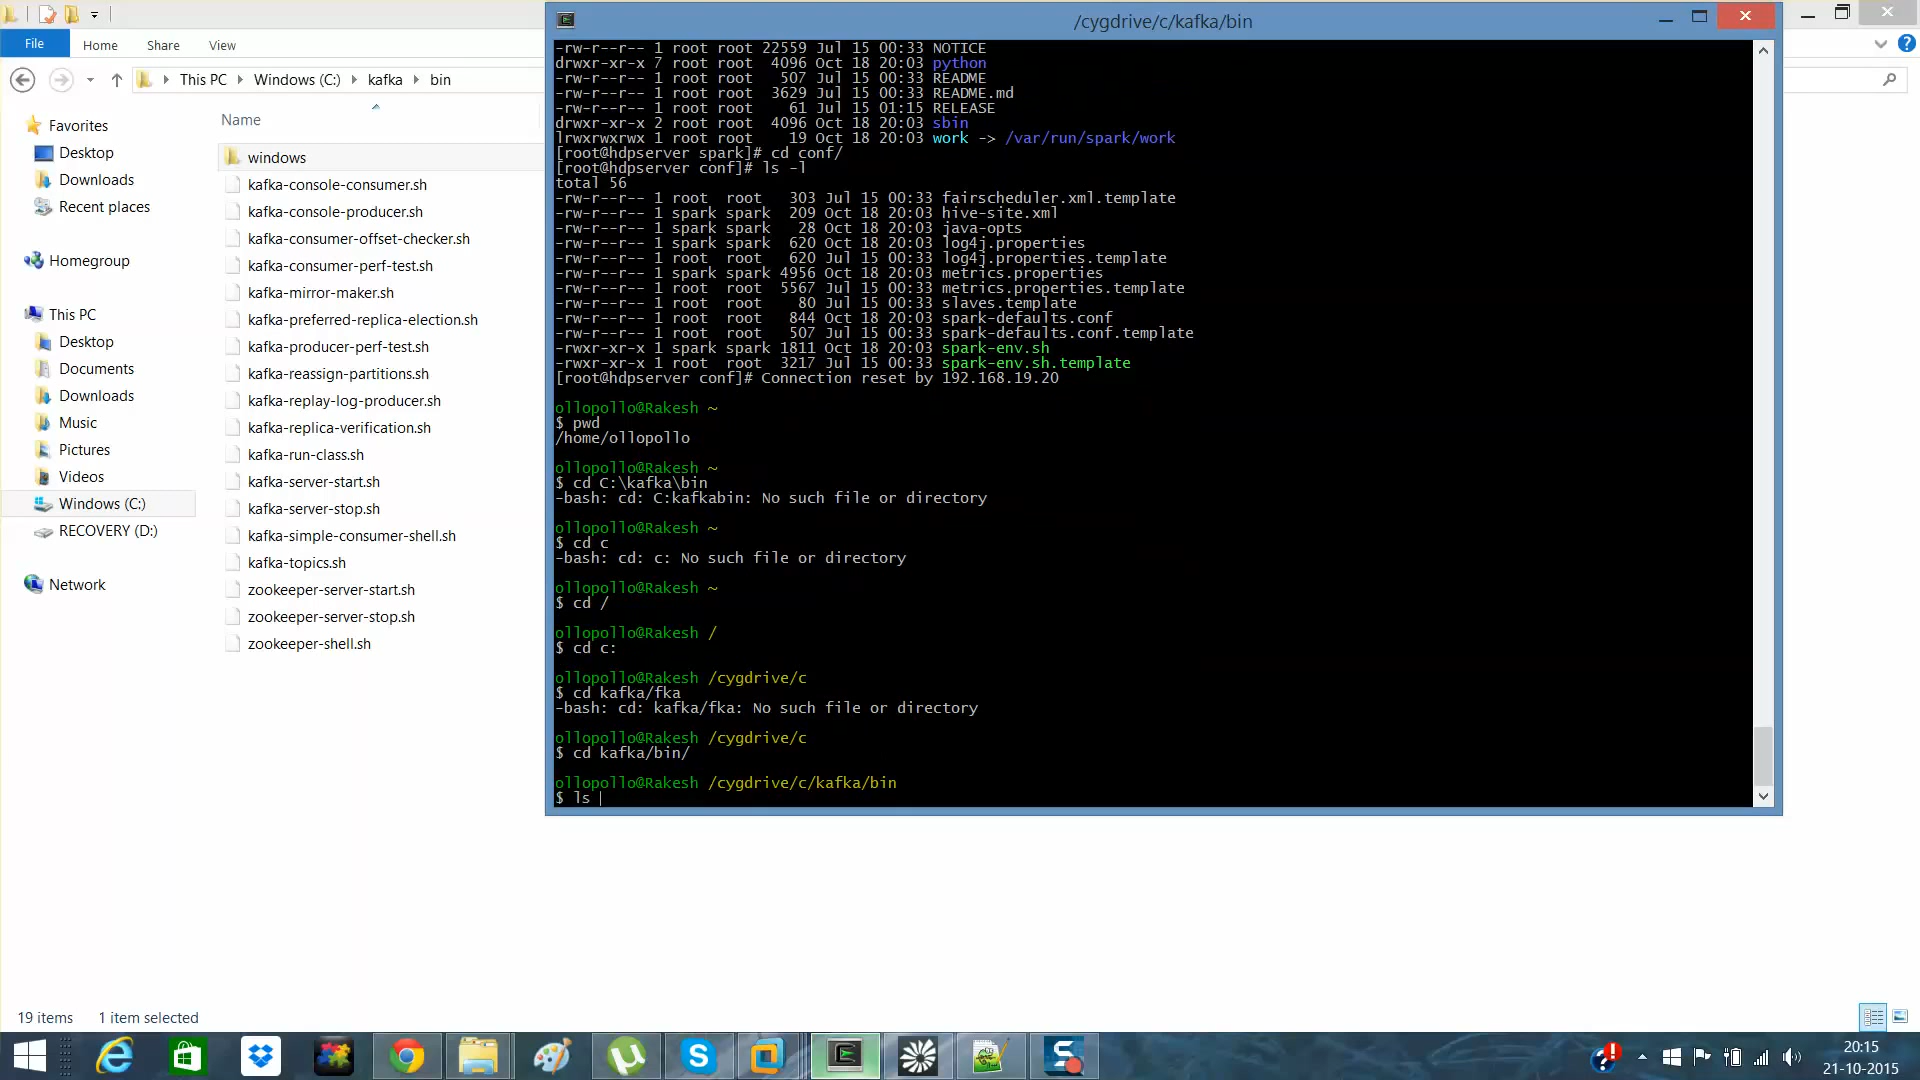 File
Home
Share
View
This PC
Windows (C:)
kafka
bin
Favorites
Desktop
Downloads
Recent places
Homegroup
This PC
Desktop
Documents
Downloads
Music
Pictures
Videos
Windows (C:)
RECOVERY (D:)
Network
Name
windows
kafka-console-consumer.sh
kafka-console-producer.sh
kafka-consumer-offset-checker.sh
kafka-consumer-perf-test.sh
kafka-mirror-maker.sh
kafka-preferred-replica-election.sh
kafka-producer-perf-test.sh
kafka-reassign-partitions.sh
kafka-replay-log-producer.sh
kafka-replica-verification.sh
kafka-run-class.sh
kafka-server-start.sh
kafka-server-stop.sh
kafka-simple-consumer-shell.sh
kafka-topics.sh
zookeeper-server-start.sh
zookeeper-server-stop.sh
zookeeper-shell.sh
/cygdrive/c/kafka/bin
-rw-r--r-- 1 root root 22559 Jul 15 00:33 NOTICE
drwxr-xr-x 7 root root  4096 Oct 18 20:03 python
-rw-r--r-- 1 root root   507 Jul 15 00:33 README
-rw-r--r-- 1 root root  3629 Jul 15 00:33 README.md
-rw-r--r-- 1 root root    61 Jul 15 01:15 RELEASE
drwxr-xr-x 2 root root  4096 Oct 18 20:03 sbin
lrwxrwxrwx 1 root root    19 Oct 18 20:03 work -> /var/run/spark/work
[root@hdpserver spark]# cd conf/
[root@hdpserver conf]# ls -l
total 56
-rw-r--r-- 1 root  root   303 Jul 15 00:33 fairscheduler.xml.template
-rw-r--r-- 1 spark spark  209 Oct 18 20:03 hive-site.xml
-rw-r--r-- 1 spark spark   28 Oct 18 20:03 java-opts
-rw-r--r-- 1 spark spark  620 Oct 18 20:03 log4j.properties
-rw-r--r-- 1 root  root   620 Jul 15 00:33 log4j.properties.template
-rw-r--r-- 1 spark spark 4956 Oct 18 20:03 metrics.properties
-rw-r--r-- 1 root  root  5567 Jul 15 00:33 metrics.properties.template
-rw-r--r-- 1 root  root    80 Jul 15 00:33 slaves.template
-rw-r--r-- 1 root  root   844 Oct 18 20:03 spark-defaults.conf
-rw-r--r-- 1 root  root   507 Jul 15 00:33 spark-defaults.conf.template
-rwxr-xr-x 1 spark spark 1811 Oct 18 20:03 spark-env.sh
-rwxr-xr-x 1 root  root  3217 Jul 15 00:33 spark-env.sh.template
[root@hdpserver conf]# Connection reset by 192.168.19.20
ollopollo@Rakesh ~
$ pwd
/home/ollopollo
ollopollo@Rakesh ~
$ cd C:\kafka\bin
-bash: cd: C:kafkabin: No such file or directory
ollopollo@Rakesh ~
$ cd c
-bash: cd: c: No such file or directory
ollopollo@Rakesh ~
$ cd /
ollopollo@Rakesh /
$ cd c:
ollopollo@Rakesh /cygdrive/c
$ cd kafka/fka
-bash: cd: kafka/fka: No such file or directory
ollopollo@Rakesh /cygdrive/c
$ cd kafka/bin/
ollopollo@Rakesh /cygdrive/c/kafka/bin
$ ls
19 items
1 item selected
20:15
21-10-2015